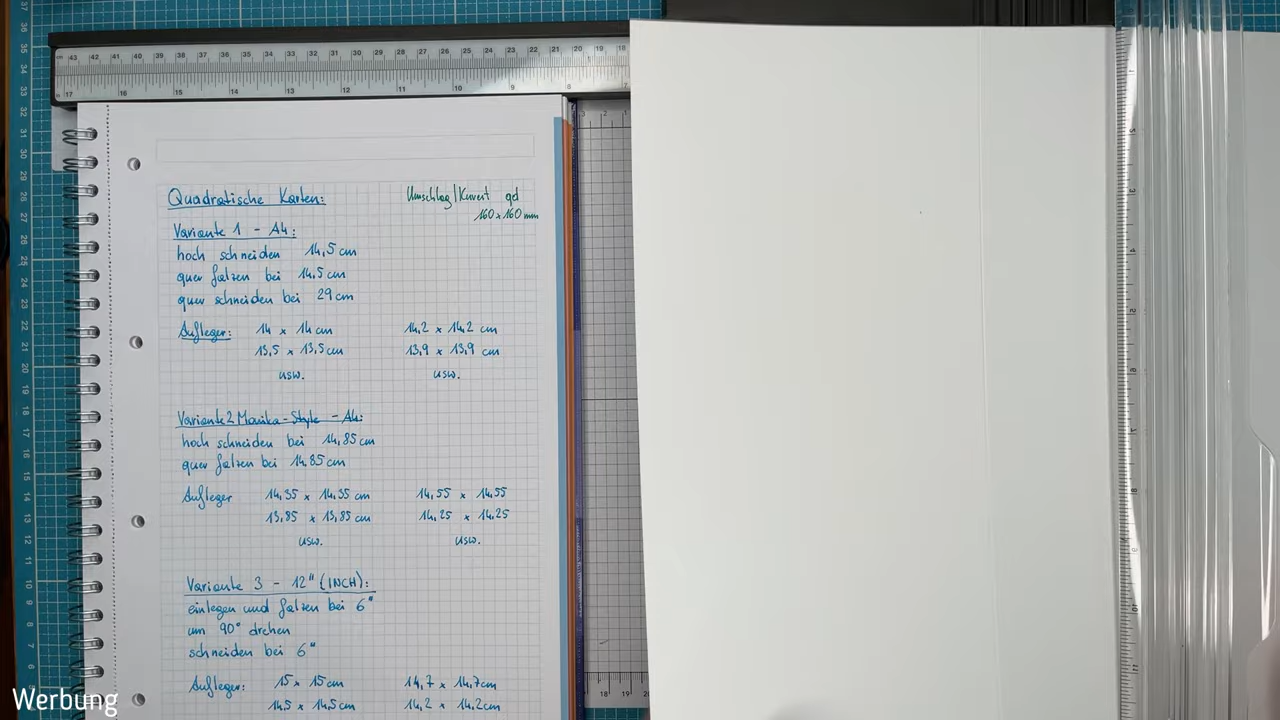 Quadratische Karten:
Umschlag/Kuvert qd
160 x 160 mm
Variante 1 - A4:
hoch schneiden 14,5 cm
quer falzen bei 14,5 cm
quer schneiden bei 29 cm
Aufleger: 14 x 14 cm 14,2 x 14,2 cm
13,5 x 13,5 cm 13,9 x 13,9 cm
usw. usw.
Variante 2 Monika-Style - A4:
hoch schneiden bei 14,85 cm
quer falzen bei 14,85 cm
Aufleger 14,35 x 14,35 cm 14,55 x 14,55
13,85 x 13,85 cm 14,25 x 14,25
usw. usw.
Variante 3 - 12" (INCH):
einlegen und falzen bei 6"
um 90° drehen
schneiden bei 6"
Aufleger: 15 x 15 cm 14,7 x 14,7 cm
14,5 x 14,5 cm 14,2 x 14,2 cm
Werbung